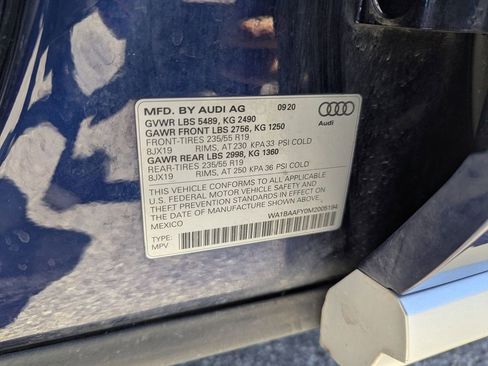 MFD. BY AUDI AG 09 20
GVWR LBS 5489, KG 2490
GAWR FRONT LBS 2756, KG 1250
FRONT-TIRES 235/55 R19
8JX19 RIMS, AT 230 KPA 33 PSI COLD
GAWR REAR LBS 2998, KG 1360
REAR-TIRES 235/55 R19
8JX19 RIMS, AT 250 KPA 36 PSI COLD
THIS VEHICLE CONFORMS TO ALL APPLICABLE
U.S. FEDERAL MOTOR VEHICLE SAFETY AND
THEFT PREVENTION STANDARDS IN EFFECT ON
THE DATE OF MANUFACTURE SHOWN ABOVE.
MEXICO
WA1BAAFY0M2006194
TYPE:
MPV
Audi